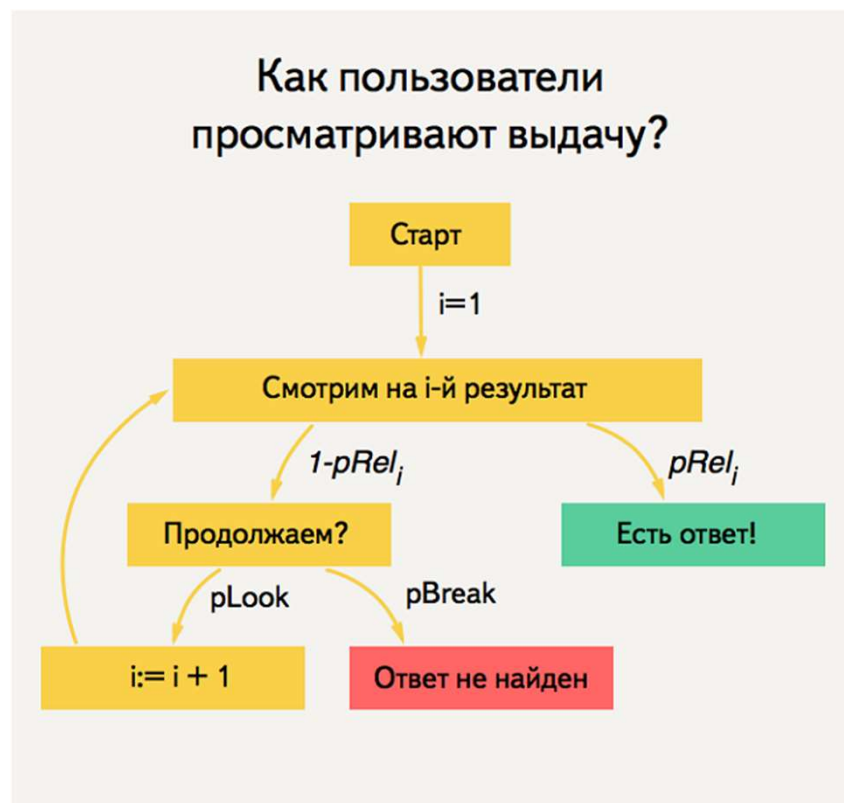 Как пользователи
просматривают выдачу?
Старт
i=1
Смотрим на i-й результат
1-pRelᵢ
pRelᵢ
Продолжаем?
Есть ответ!
pLook
pBreak
i:= i + 1
Ответ не найден